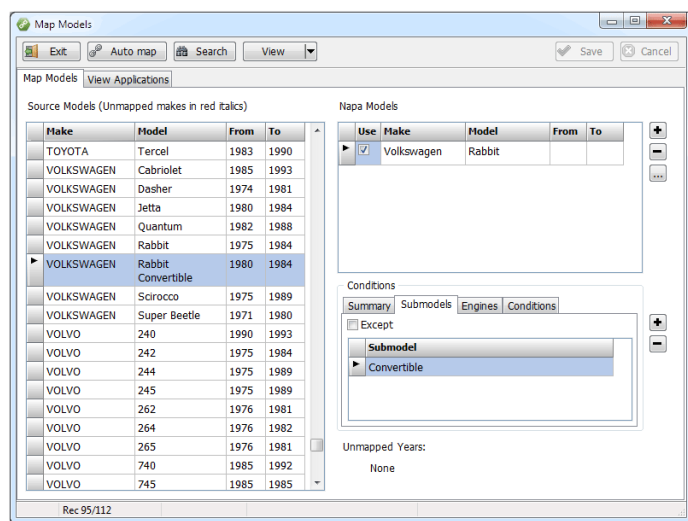 Map Models
Exit Auto map Search View Save Cancel
Map Models View Applications
Source Models (Unmapped makes in red italics)
Make Model From To
TOYOTA Tercel 1983 1990
VOLKSWAGEN Cabriolet 1985 1993
VOLKSWAGEN Dasher 1974 1981
VOLKSWAGEN Jetta 1980 1984
VOLKSWAGEN Quantum 1982 1988
VOLKSWAGEN Rabbit 1975 1984
VOLKSWAGEN Rabbit 1980 1984
Convertible
VOLKSWAGEN Scirocco 1975 1989
VOLKSWAGEN Super Beetle 1971 1980
VOLVO 240 1990 1993
VOLVO 242 1975 1984
VOLVO 244 1975 1989
VOLVO 245 1975 1989
VOLVO 262 1976 1981
VOLVO 264 1976 1982
VOLVO 265 1976 1981
VOLVO 740 1985 1992
VOLVO 745 1985 1985
Napa Models
Use Make Model From To
Volkswagen Rabbit
Conditions
Summary Submodels Engines Conditions
Except
Submodel
Convertible
Unmapped Years:
None
Rec 95/112